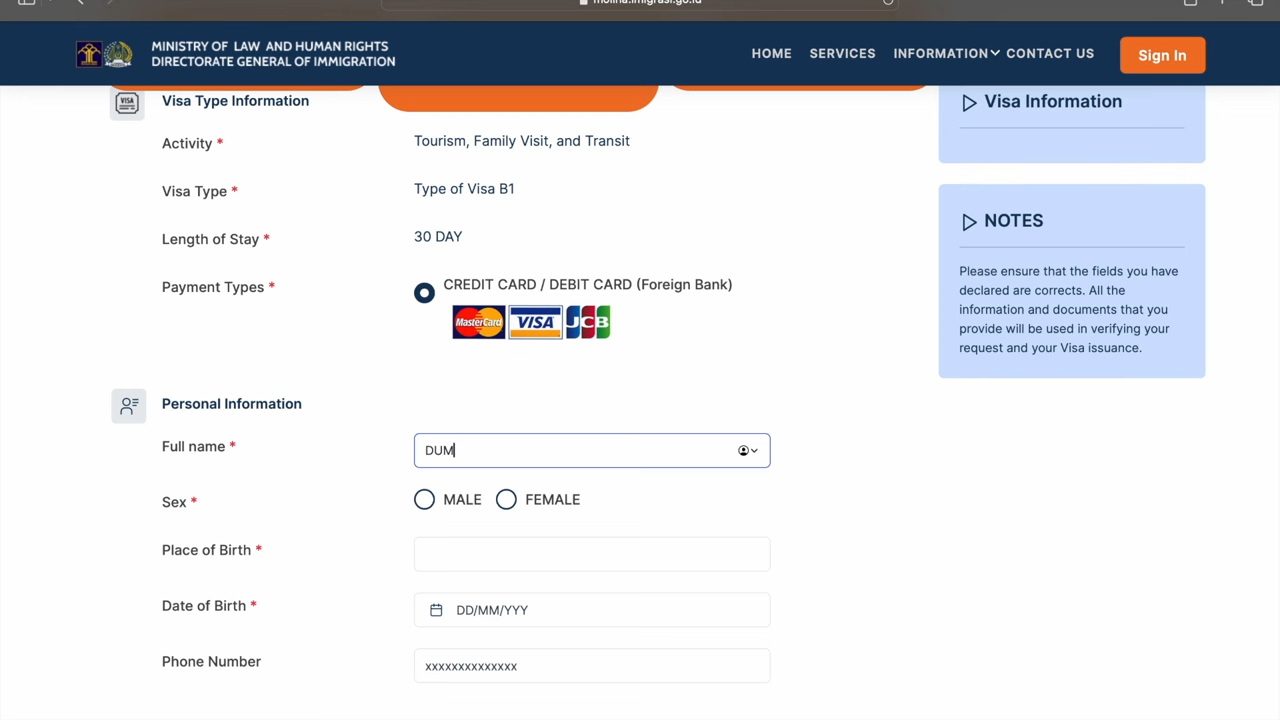 molina.imigrasi.go.id
MINISTRY OF LAW AND HUMAN RIGHTS
DIRECTORATE GENERAL OF IMMIGRATION
HOME
SERVICES
INFORMATION
CONTACT US
Sign In
VISA
Visa Type Information
Activity *
Tourism, Family Visit, and Transit
Visa Type *
Type of Visa B1
Length of Stay *
30 DAY
Payment Types *
CREDIT CARD / DEBIT CARD (Foreign Bank)
MasterCard
VISA
JCB
Personal Information
Full name *
DUM
Sex *
MALE
FEMALE
Place of Birth *
Date of Birth *
DD/MM/YYY
Phone Number
xxxxxxxxxxxxxx
Visa Information
NOTES
Please ensure that the fields you have
declared are corrects. All the
information and documents that you
provide will be used in verifying your
request and your Visa issuance.